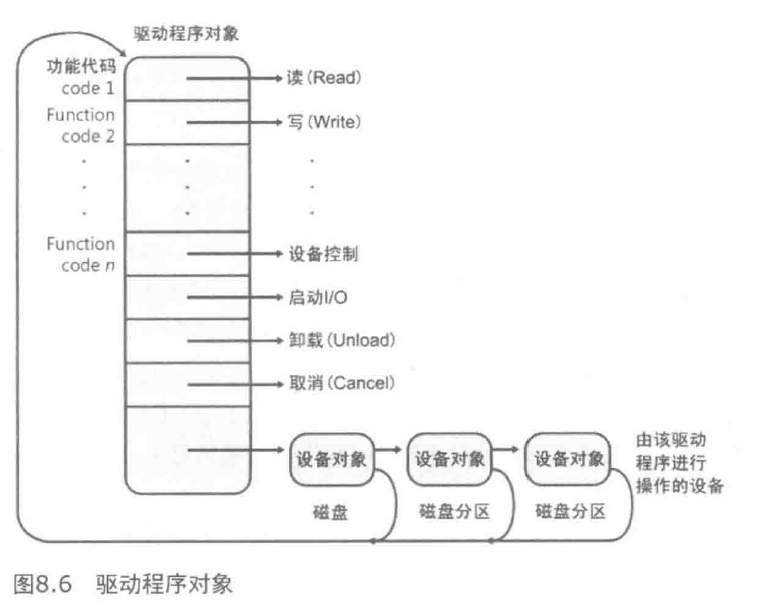 驱动程序对象
功能代码
code 1
读(Read)
Function
code 2
写(Write)
Function
code n
设备控制
启动I/O
卸载(Unload)
取消(Cancel)
设备对象
设备对象
设备对象
由该驱动
程序进行
操作的设备
磁盘
磁盘分区
磁盘分区
图8.6 驱动程序对象